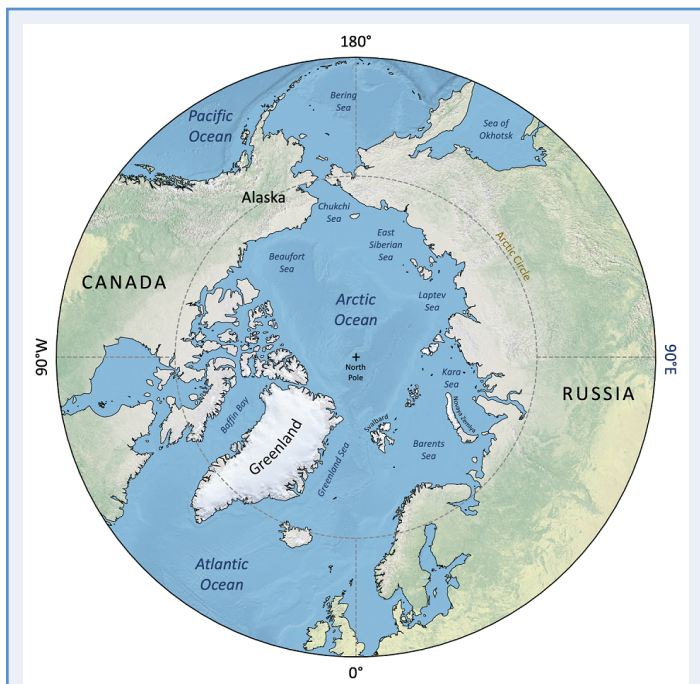 180°
Bering
Sea
Pacific
Ocean
Sea of
Okhotsk
Alaska
Chukchi
Sea
East
Siberian
Sea
Arctic Circle
Beaufort
Sea
CANADA
Laptev
Sea
Arctic
Ocean
90°W
North
Pole
90°E
Kara
Sea
RUSSIA
Novaya Zemlya
Baffin Bay
Svalbard
Greenland
Greenland Sea
Barents
Sea
Atlantic
Ocean
0°